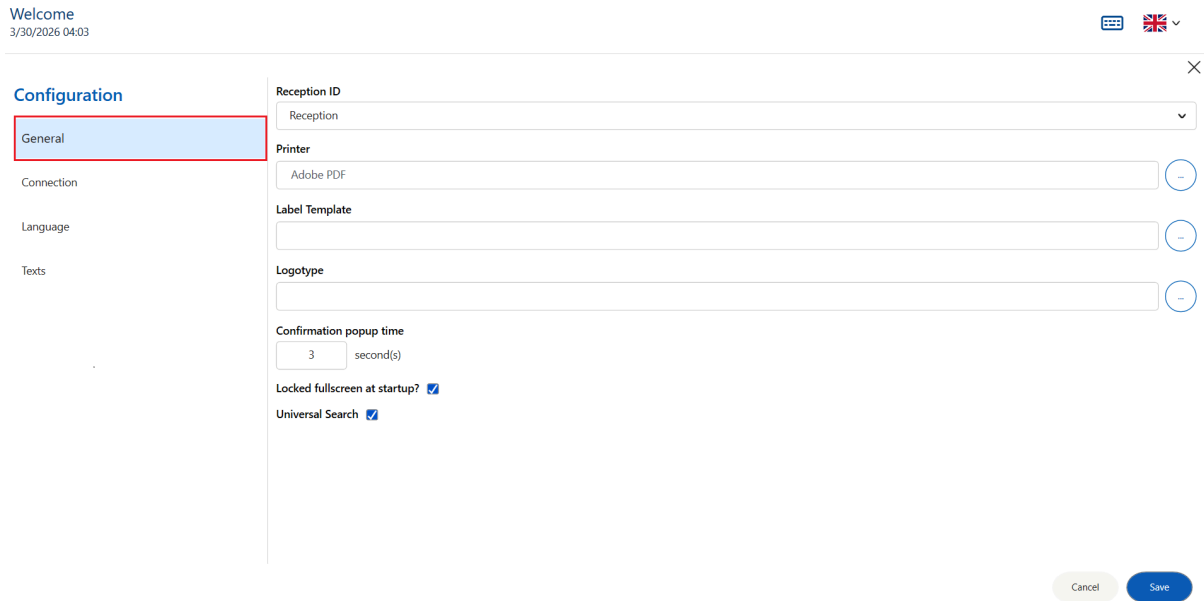 Welcome
3/30/2026 04:03
Configuration
General
Connection
Language
Texts
Reception ID
Reception
Printer
Adobe PDF
...
Label Template
...
Logotype
...
Confirmation popup time
3 second(s)
Locked fullscreen at startup?
Universal Search
Cancel
Save